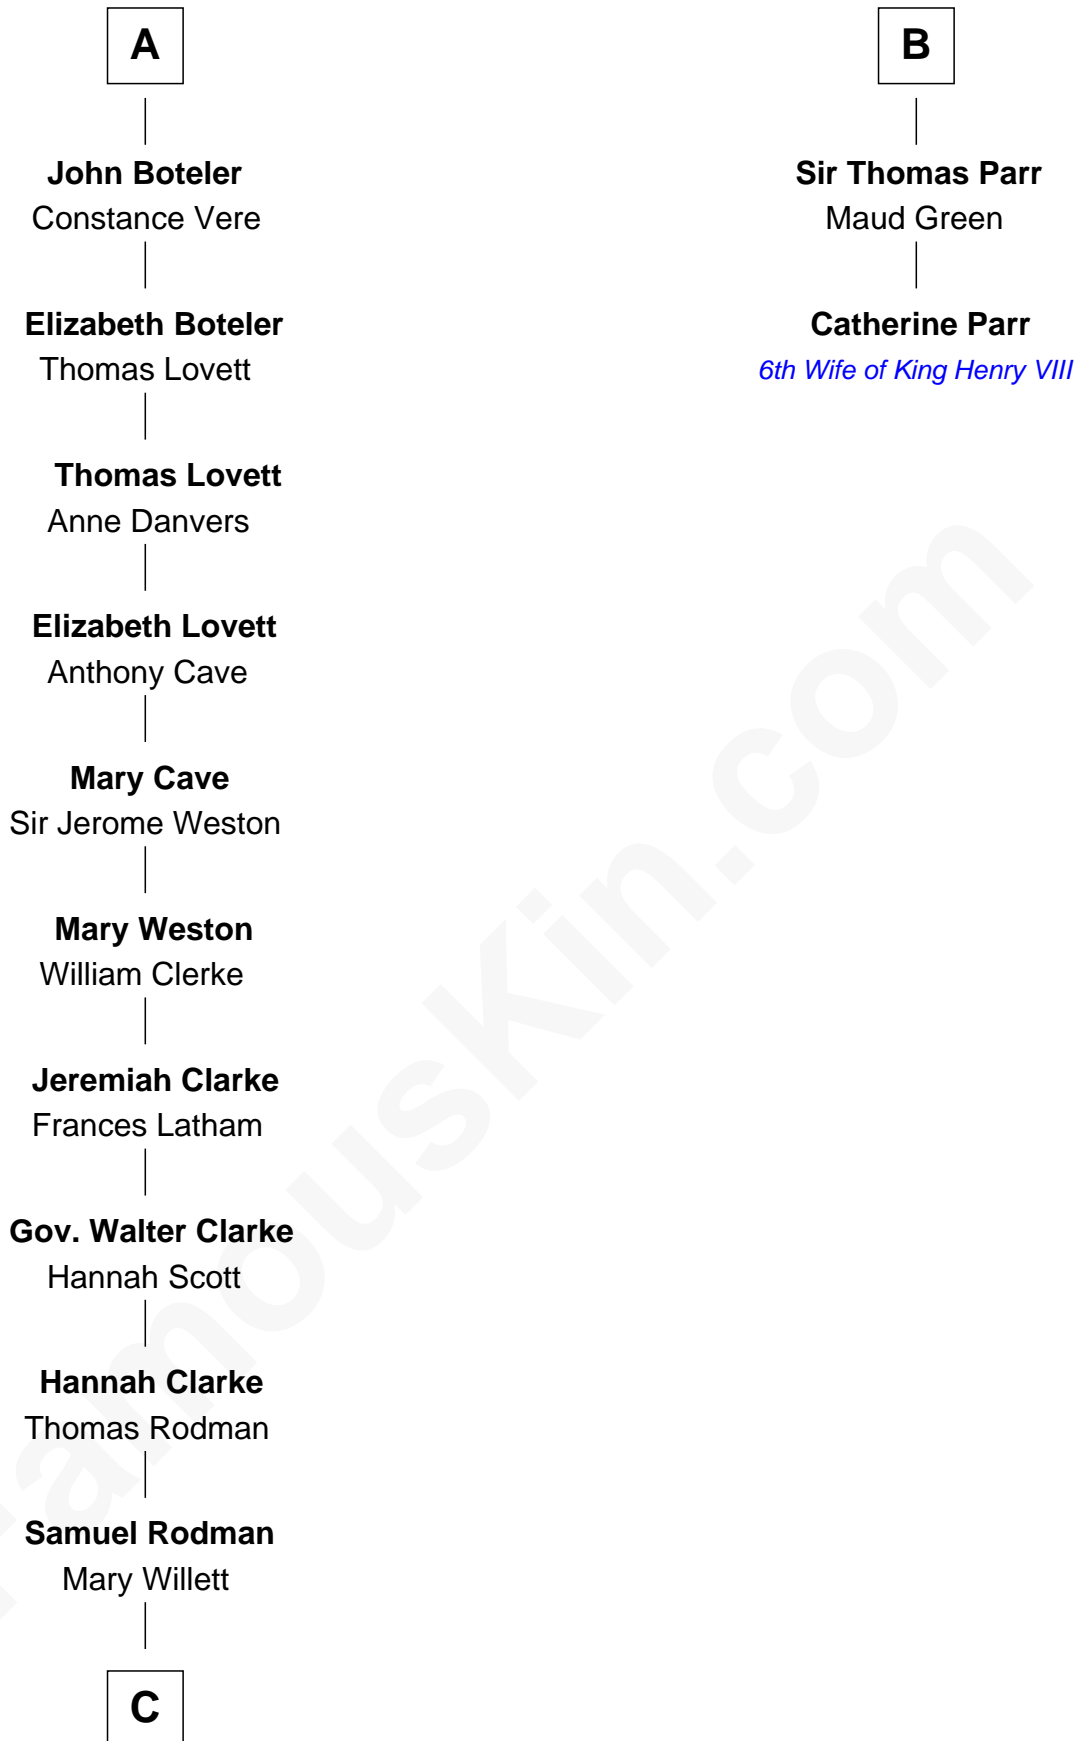 A
John Boteler
Constance Vere
Elizabeth Boteler
Thomas Lovett
Thomas Lovett
Anne Danvers
Elizabeth Lovett
Anthony Cave
Mary Cave
Sir Jerome Weston
Mary Weston
William Clerke
Jeremiah Clarke
Frances Latham
Gov. Walter Clarke
Hannah Scott
Hannah Clarke
Thomas Rodman
Samuel Rodman
Mary Willett
C
B
Sir Thomas Parr
Maud Green
Catherine Parr
6th Wife of King Henry VIII
FamousKin.com